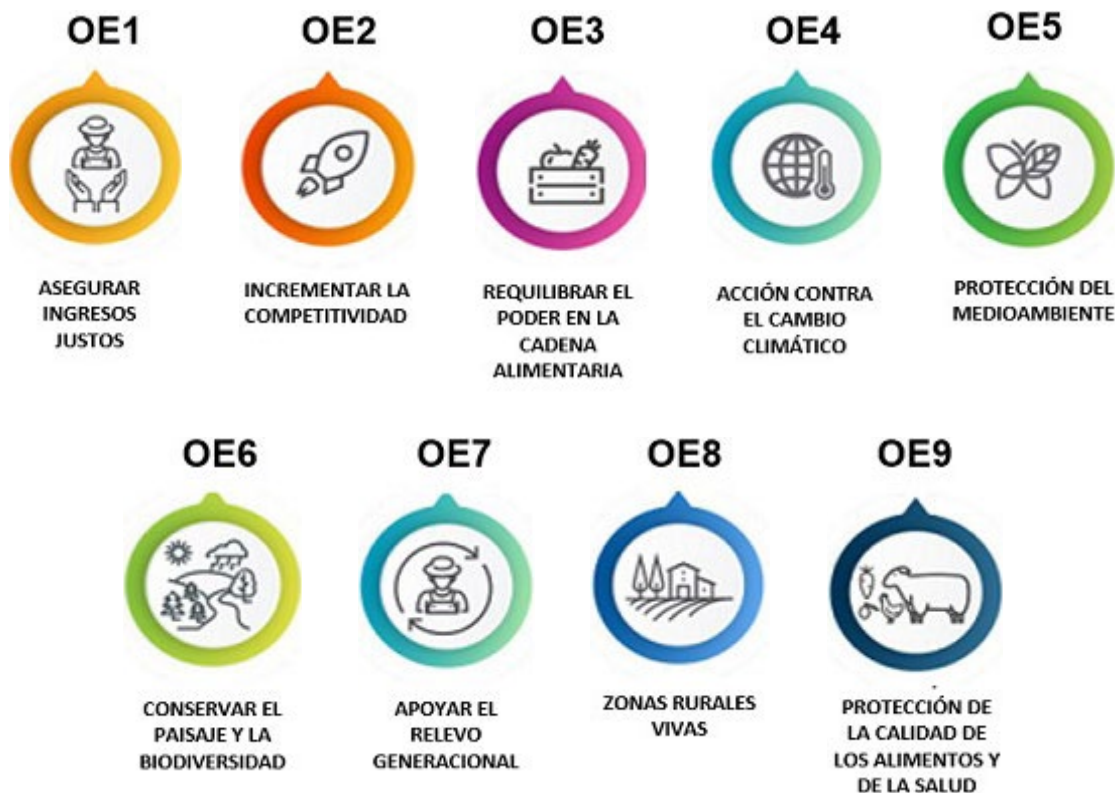 OE1
OE2
OE3
OE4
OE5
ASEGURAR
INGRESOS
JUSTOS
INCREMENTAR LA
COMPETITIVIDAD
REQUILIBRAR EL
PODER EN LA
CADENA
ALIMENTARIA
ACCIÓN CONTRA
EL CAMBIO
CLIMÁTICO
PROTECCIÓN DEL
MEDIOAMBIENTE
OE6
OE7
OE8
OE9
CONSERVAR EL
PAISAJE Y LA
BIODIVERSIDAD
APOYAR EL
RELEVO
GENERACIONAL
ZONAS RURALES
VIVAS
PROTECCIÓN DE
LA CALIDAD DE
LOS ALIMENTOS Y
DE LA SALUD